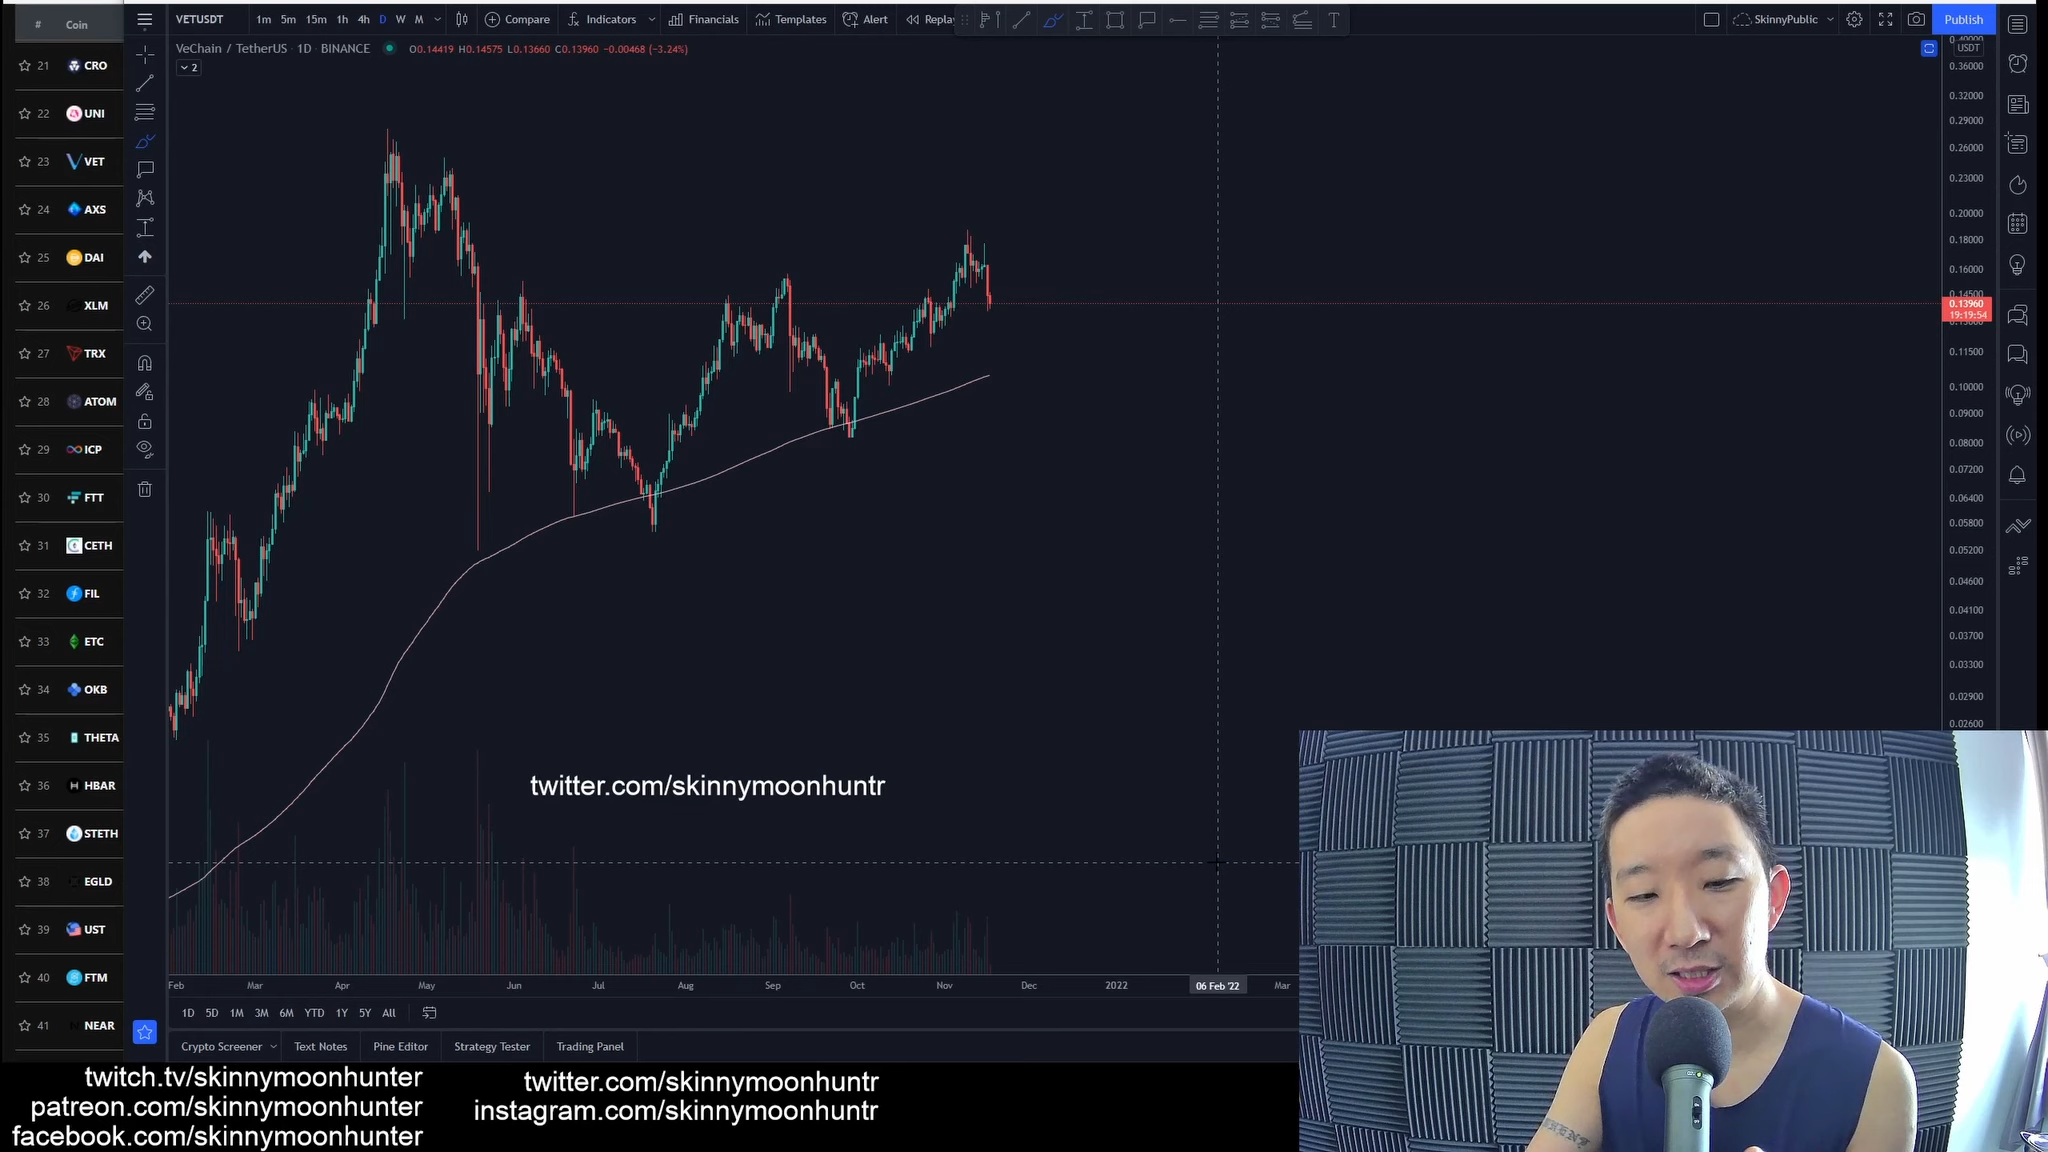 # Coin
VETUSDT 1m 5m 15m 1h 4h D W M Compare Indicators Financials Templates Alert Replay T SkinnyPublic Publish
VeChain / TetherUS · 1D · BINANCE O0.14419 H0.14575 L0.13660 C0.13960 −0.00468 (−3.24%)
2
USDT
21 CRO
22 UNI
23 VET
24 AXS
25 DAI
26 XLM
27 TRX
28 ATOM
29 ICP
30 FTT
31 CETH
32 FIL
33 ETC
34 OKB
35 THETA
36 HBAR
37 STETH
38 EGLD
39 UST
40 FTM
41 NEAR
0.36000
0.32000
0.29000
0.26000
0.23000
0.20000
0.18000
0.16000
0.14500
0.13960
19:19:54
0.11500
0.10000
0.09000
0.08000
0.07200
0.06400
0.05800
0.05200
0.04600
0.04100
0.03700
0.03300
0.02900
0.02600
twitter.com/skinnymoonhuntr
Feb Mar Apr May Jun Jul Aug Sep Oct Nov Dec 2022 06 Feb '22 Mar
1D 5D 1M 3M 6M YTD 1Y 5Y All
Crypto Screener Text Notes Pine Editor Strategy Tester Trading Panel
twitch.tv/skinnymoonhunter
patreon.com/skinnymoonhunter
facebook.com/skinnymoonhunter
twitter.com/skinnymoonhuntr
instagram.com/skinnymoonhuntr